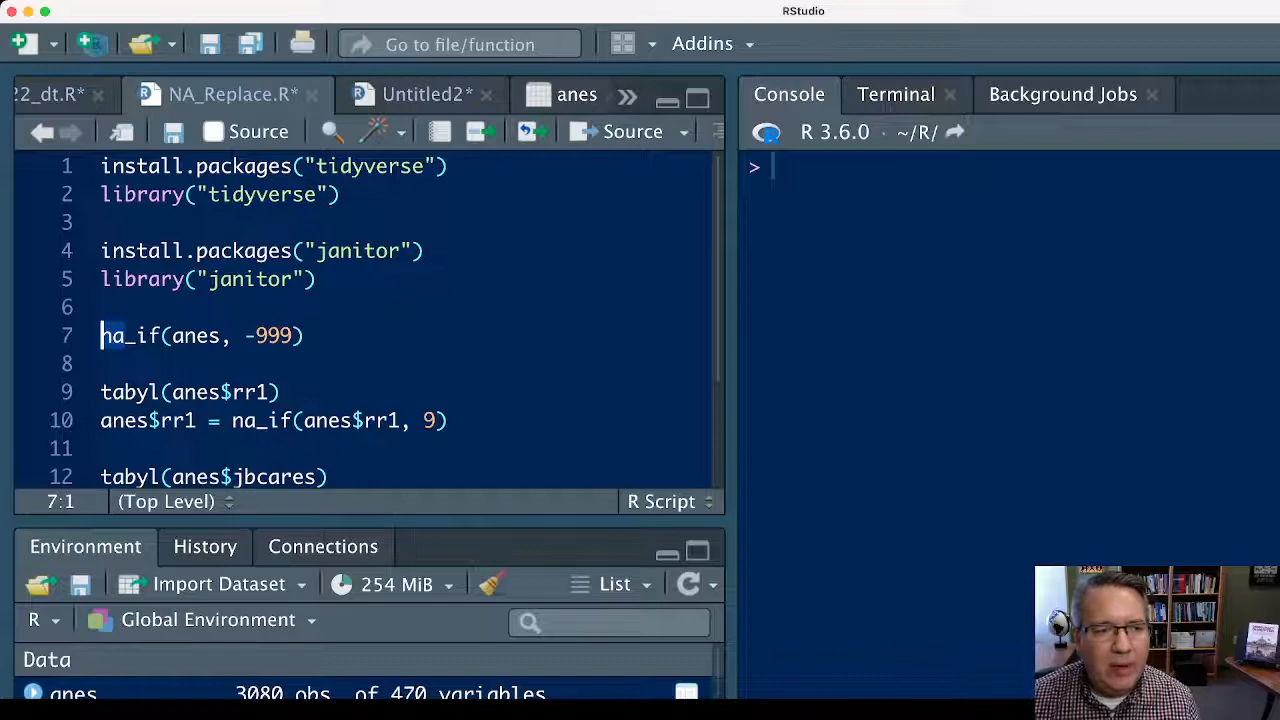 RStudio
Go to file/function
Addins
22_dt.R*
NA_Replace.R*
Untitled2*
anes
Source
Source
1 install.packages("tidyverse")
2 library("tidyverse")
3
4 install.packages("janitor")
5 library("janitor")
6
7 na_if(anes, -999)
8
9 tabyl(anes$rr1)
10 anes$rr1 = na_if(anes$rr1, 9)
11
12 tabyl(anes$jbcares)
7:1
(Top Level)
R Script
Environment
History
Connections
Import Dataset
254 MiB
List
R
Global Environment
Data
anes 3080 obs. of 470 variables
Console
Terminal
Background Jobs
R 3.6.0 · ~/R/
>